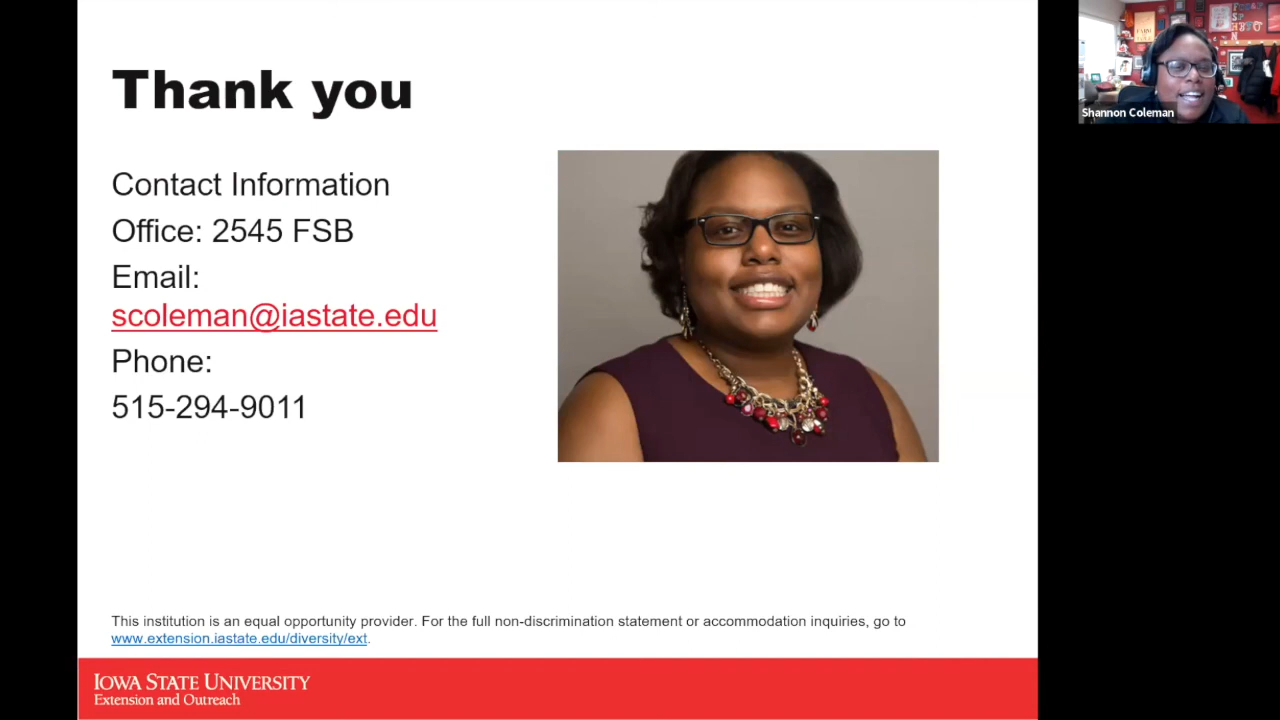 Thank you
Contact Information
Office: 2545 FSB
Email:
scoleman@iastate.edu
Phone:
515-294-9011
This institution is an equal opportunity provider. For the full non-discrimination statement or accommodation inquiries, go to
www.extension.iastate.edu/diversity/ext.
IOWA STATE UNIVERSITY
Extension and Outreach
Shannon Coleman